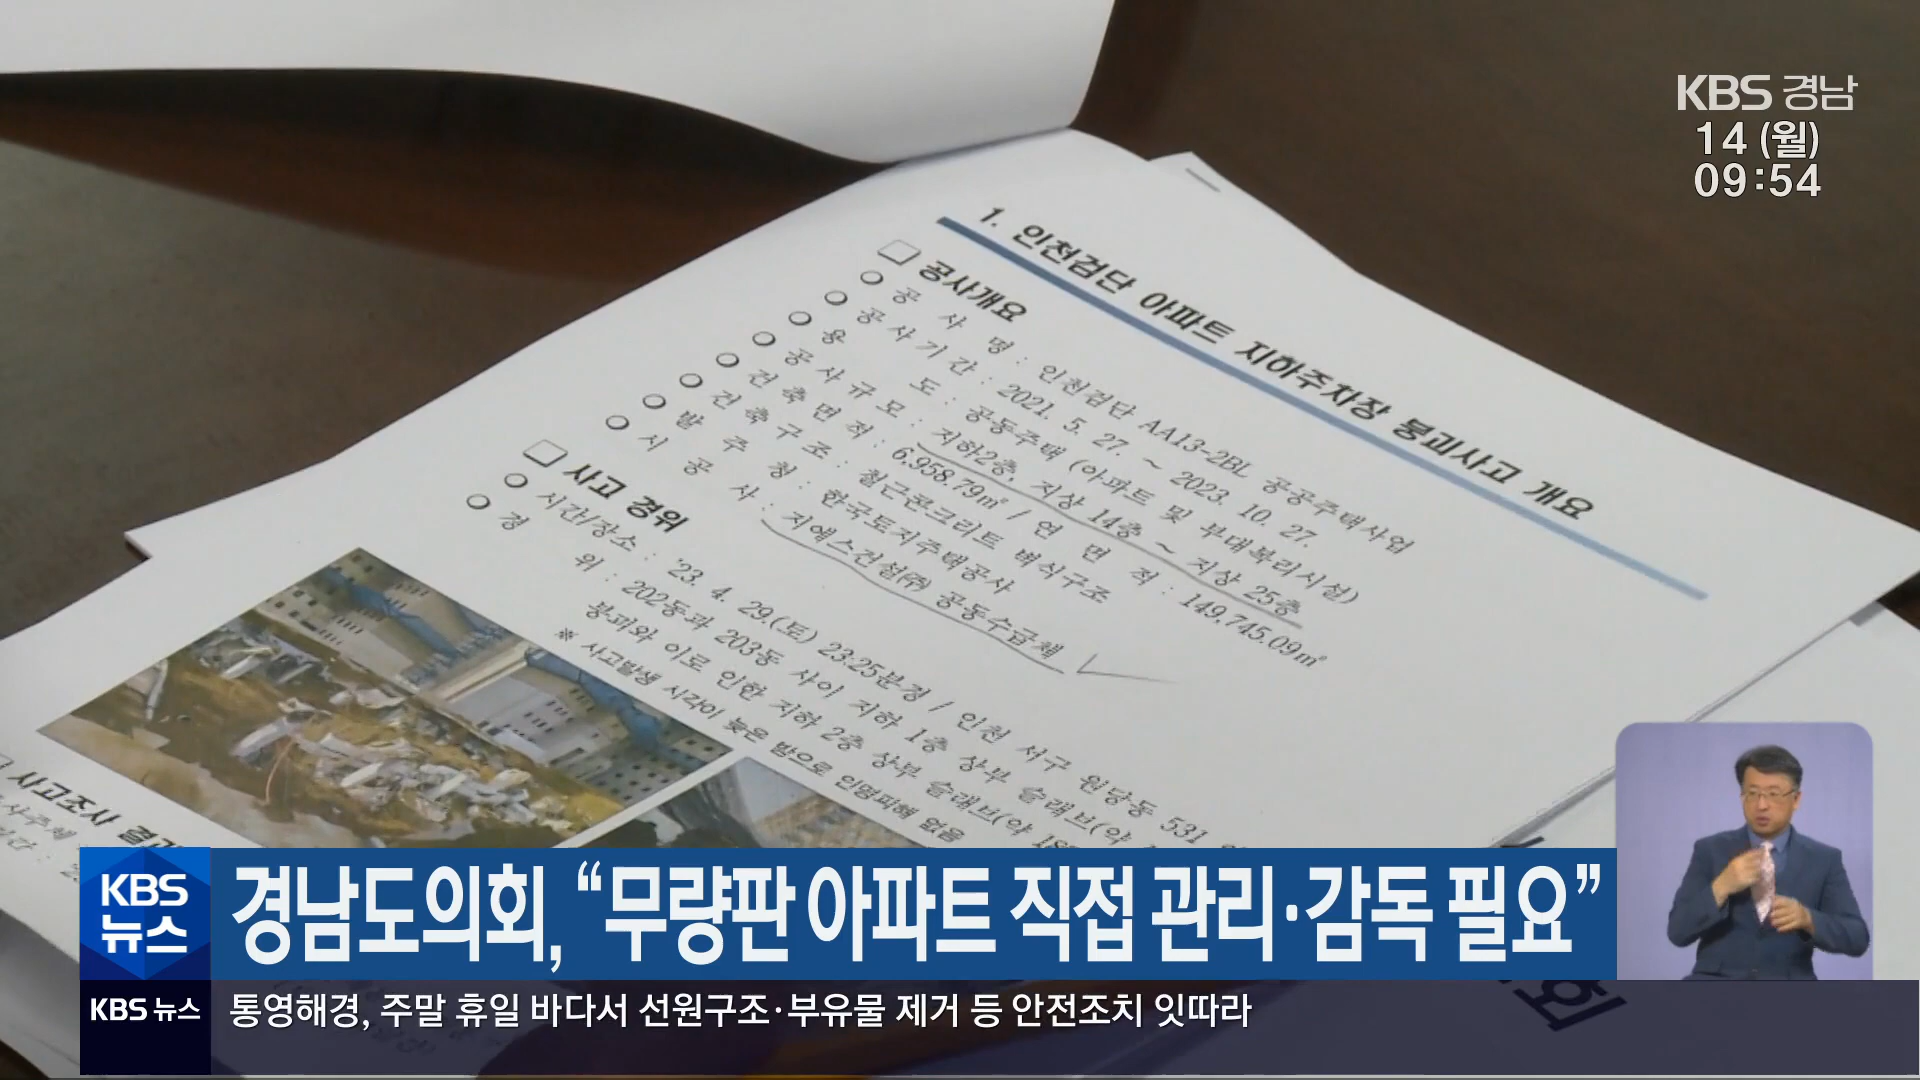 KBS 경남
14 (월)
09:54
1. 인천검단 아파트 지하주차장 붕괴사고 개요
□ 공사개요
○ 공 사 명 : 인천검단 AA13-2BL 공공주택사업
○ 공사기간 : 2021. 5. 27. ~ 2023. 10. 27.
○ 용 도 : 공동주택 (아파트 및 부대복리시설)
○ 공사규모 : 지하2층, 지상 14층 ~ 지상 25층
○ 건축면적 : 6,958.79㎡ / 연 면 적 : 149,745.09㎡
○ 건축구조 : 철근콘크리트 벽식구조
○ 발 주 청 : 한국토지주택공사
○ 시 공 사 : 지에스건설㈜ 공동수급체
□ 사고 경위
○ 시간/장소 : '23. 4. 29.(토) 23:25분경 / 인천 서구 원당동 531
○ 경 위 : 202동과 203동 사이 지하 1층 상부 슬래브(약
붕괴와 이로 인한 지하 2층 상부 슬래브(약
※ 사고발생 시각이 늦은 밤으로 인명피해 없음
사고조사 결과
KBS 뉴스
경남도의회, “무량판 아파트 직접 관리·감독 필요”
KBS 뉴스
통영해경, 주말 휴일 바다서 선원구조·부유물 제거 등 안전조치 잇따라